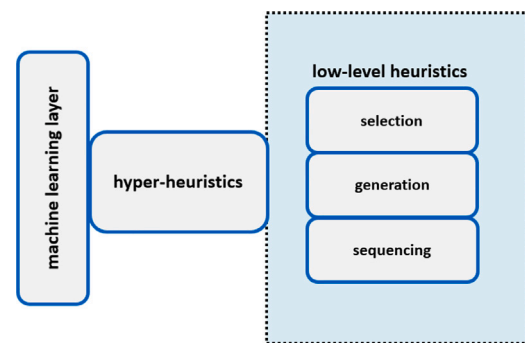 machine learning layer
hyper-heuristics
low-level heuristics
selection
generation
sequencing